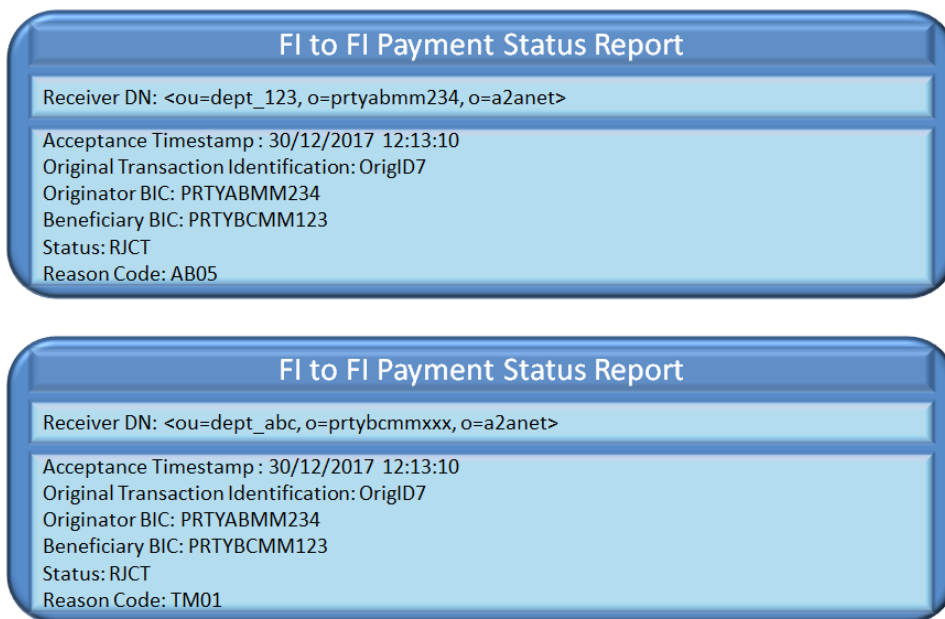 FI to FI Payment Status Report
Receiver DN: <ou=dept_123, o=prtyabmm234, o=a2anet>
Acceptance Timestamp : 30/12/2017 12:13:10
Original Transaction Identification: OrigID7
Originator BIC: PRTYABMM234
Beneficiary BIC: PRTYBCMM123
Status: RJCT
Reason Code: AB05
FI to FI Payment Status Report
Receiver DN: <ou=dept_abc, o=prtybcmmxxx, o=a2anet>
Acceptance Timestamp : 30/12/2017 12:13:10
Original Transaction Identification: OrigID7
Originator BIC: PRTYABMM234
Beneficiary BIC: PRTYBCMM123
Status: RJCT
Reason Code: TM01